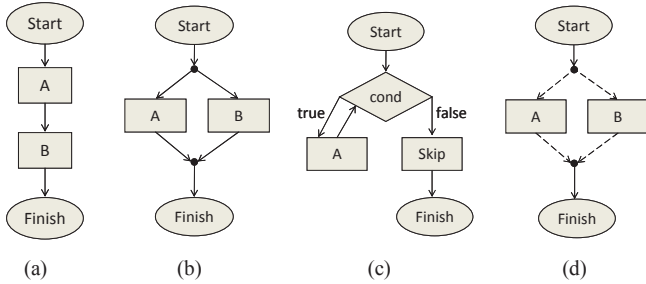 Start
A
B
Finish
(a)
Start
A
B
Finish
(b)
Start
cond
true
false
A
Skip
Finish
(c)
Start
A
B
Finish
(d)